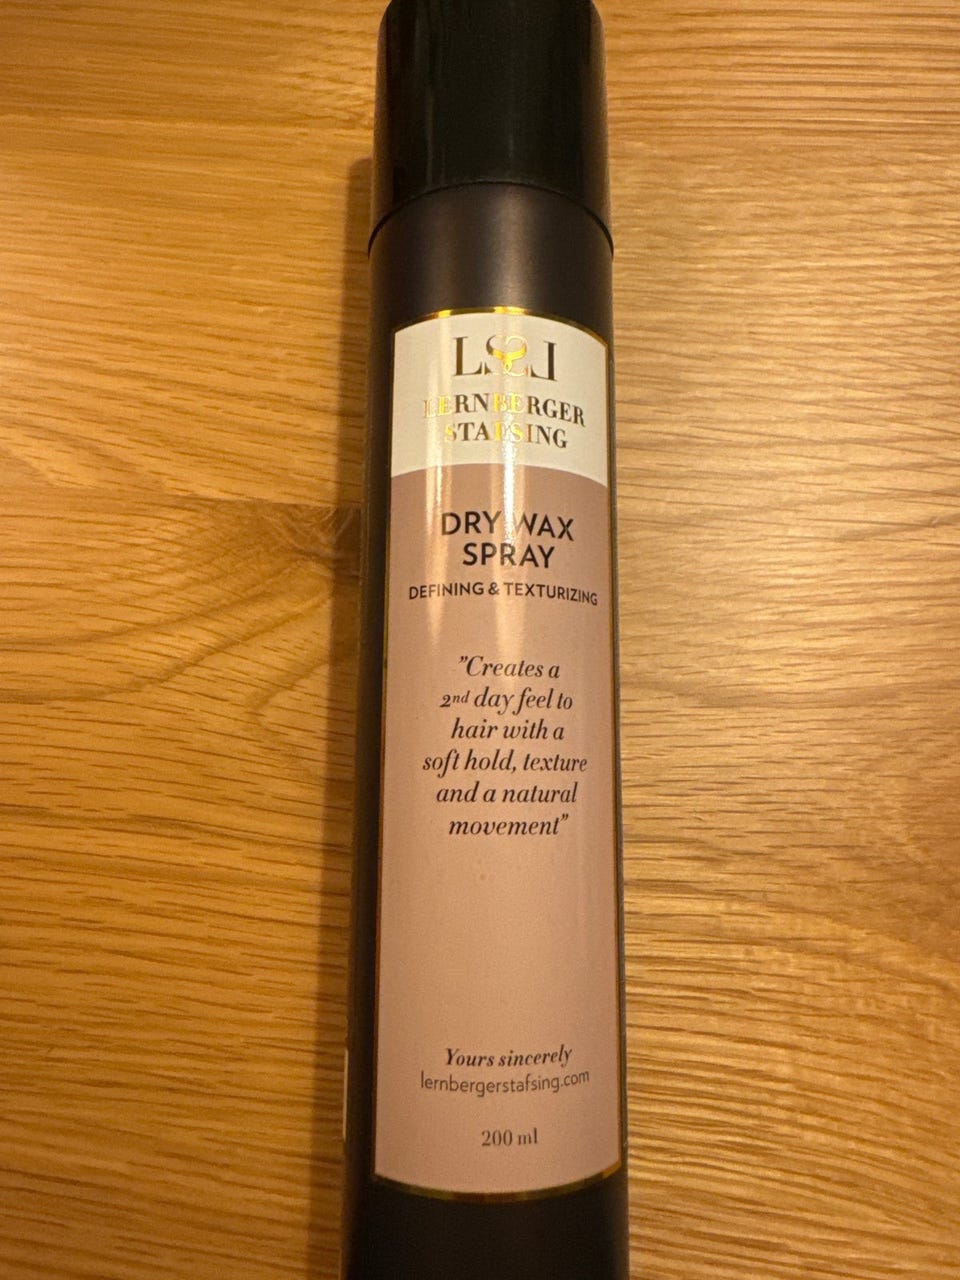 LSSL
LERNBERGER
STAFSING
DRY WAX
SPRAY
DEFINING & TEXTURIZING
"Creates a
2nd day feel to
hair with a
soft hold, texture
and a natural
movement"
Yours sincerely
lernbergerstafsing.com
200 ml